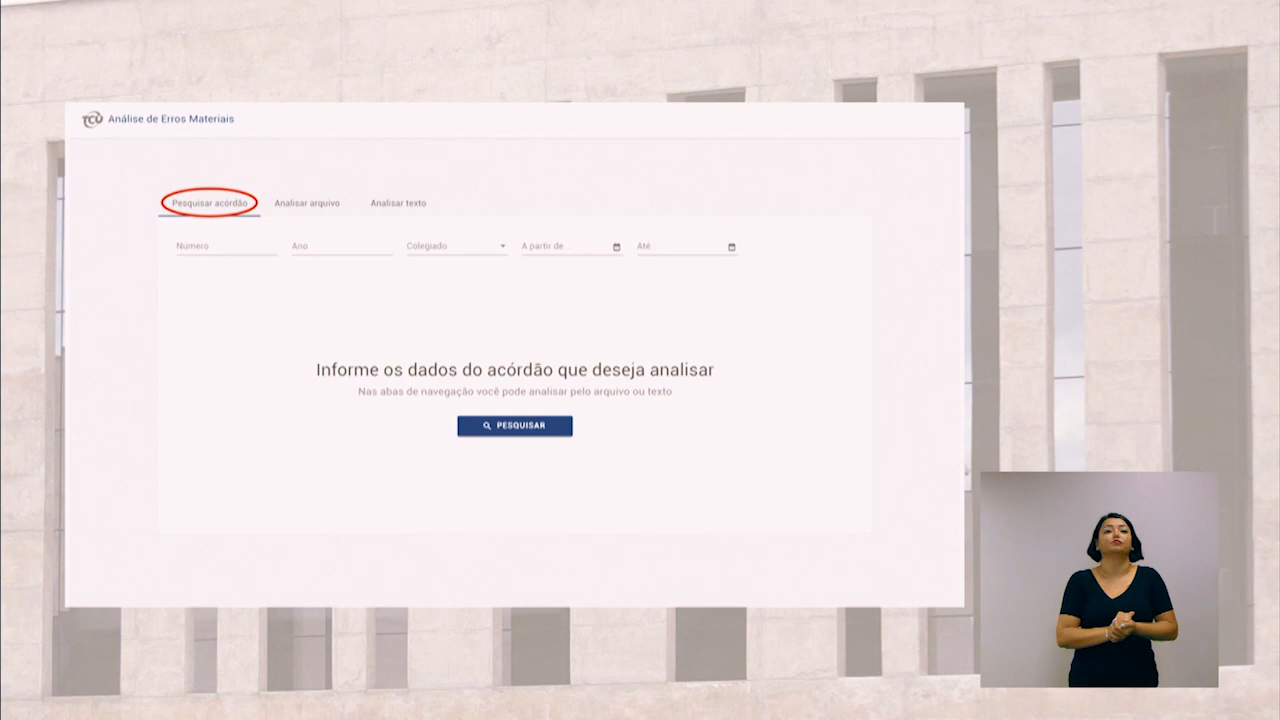 TCU Análise de Erros Materiais
Pesquisar acórdão Analisar arquivo Analisar texto
Número Ano Colegiado A partir de... Até...
Informe os dados do acórdão que deseja analisar
Nas abas de navegação você pode analisar pelo arquivo ou texto
PESQUISAR